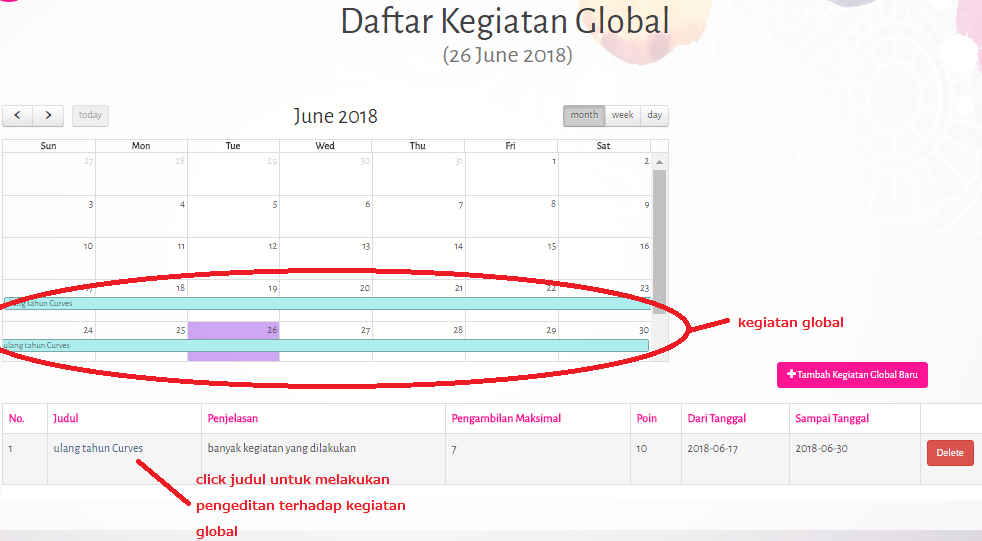 Daftar Kegiatan Global
(26 June 2018)
< > today June 2018 month week day
Sun Mon Tue Wed Thu Fri Sat
27 28 29 30 31 1 2
3 4 5 6 7 8 9
10 11 12 13 14 15 16
17 18 19 20 21 22 23
ulang tahun Curves
24 25 26 27 28 29 30
ulang tahun Curves
kegiatan global
+ Tambah Kegiatan Global Baru
No. Judul Penjelasan Pengambilan Maksimal Poin Dari Tanggal Sampai Tanggal
1 ulang tahun Curves banyak kegiatan yang dilakukan 7 10 2018-06-17 2018-06-30 Delete
click judul untuk melakukan
pengeditan terhadap kegiatan
global